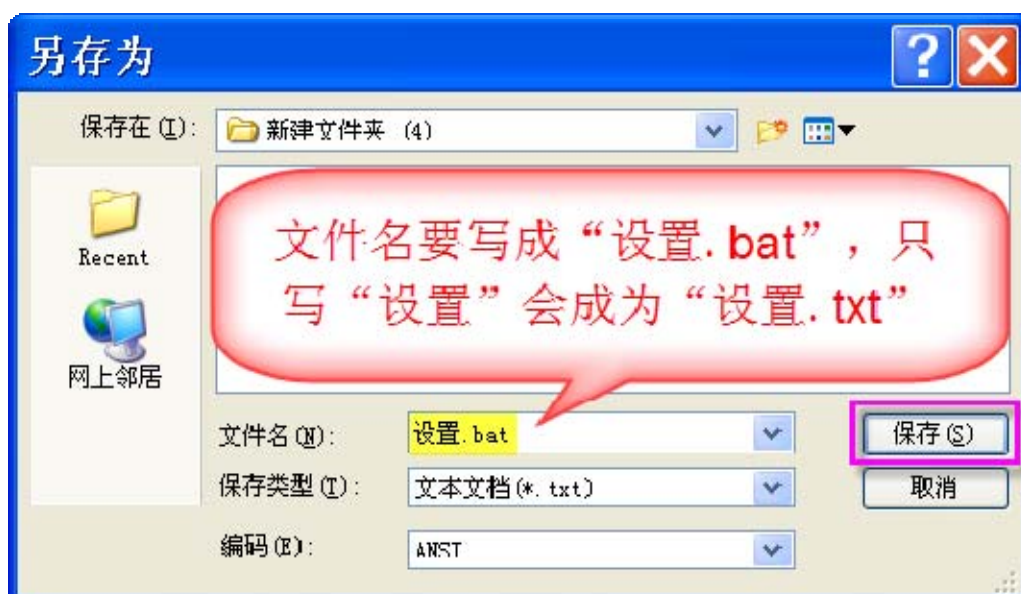 另存为
保存在(I):
新建文件夹 (4)
文件名要写成“设置.bat”，只
写“设置”会成为“设置.txt”
Recent
网上邻居
文件名(N):
设置.bat
保存(S)
保存类型(T):
文本文档(*.txt)
取消
编码(E):
ANSI